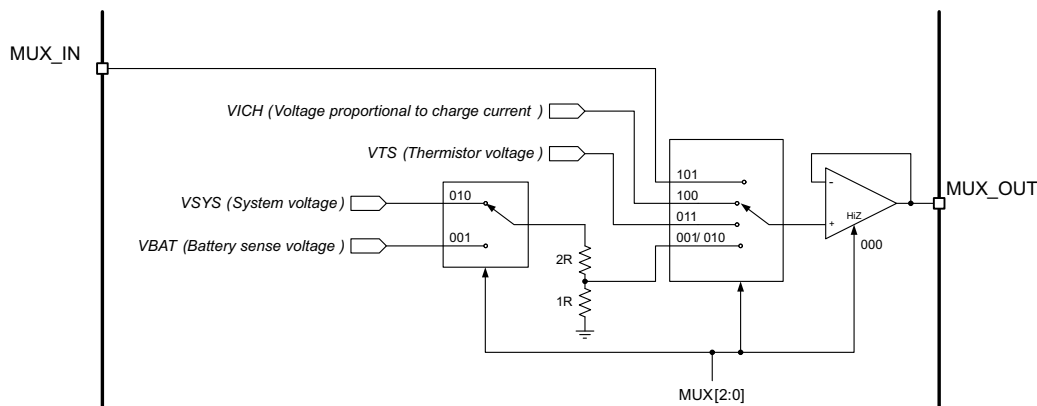 MUX_IN
VICH (Voltage proportional to charge current )
VTS (Thermistor voltage )
101
-
MUX_OUT
VSYS (System voltage)
010
100
HiZ
011
+
000
VBAT (Battery sense voltage )
001
001/ 010
2R
1R
MUX[2:0]